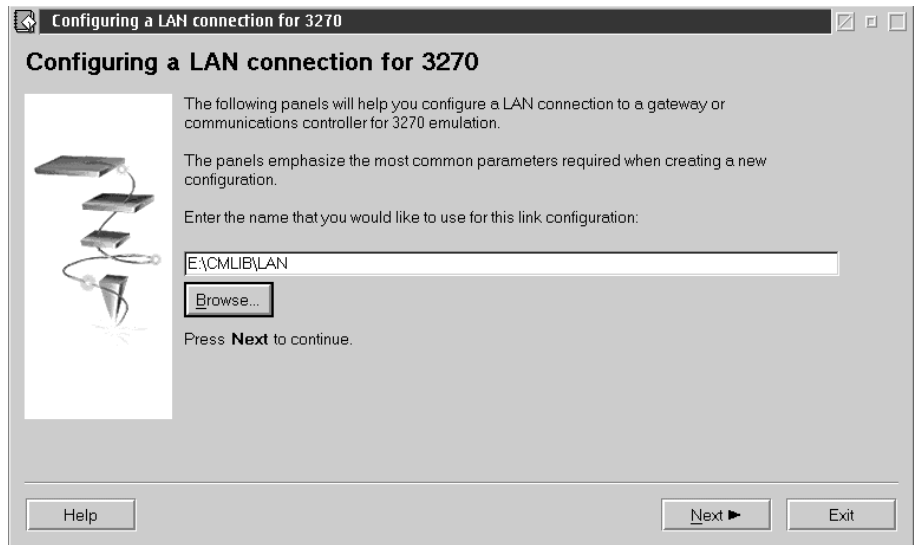 Configuring a LAN connection for 3270
Configuring a LAN connection for 3270
The following panels will help you configure a LAN connection to a gateway or
communications controller for 3270 emulation.
The panels emphasize the most common parameters required when creating a new
configuration.
Enter the name that you would like to use for this link configuration:
E:\CMLIB\LAN
Browse...
Press Next to continue.
Help
Next ►
Exit